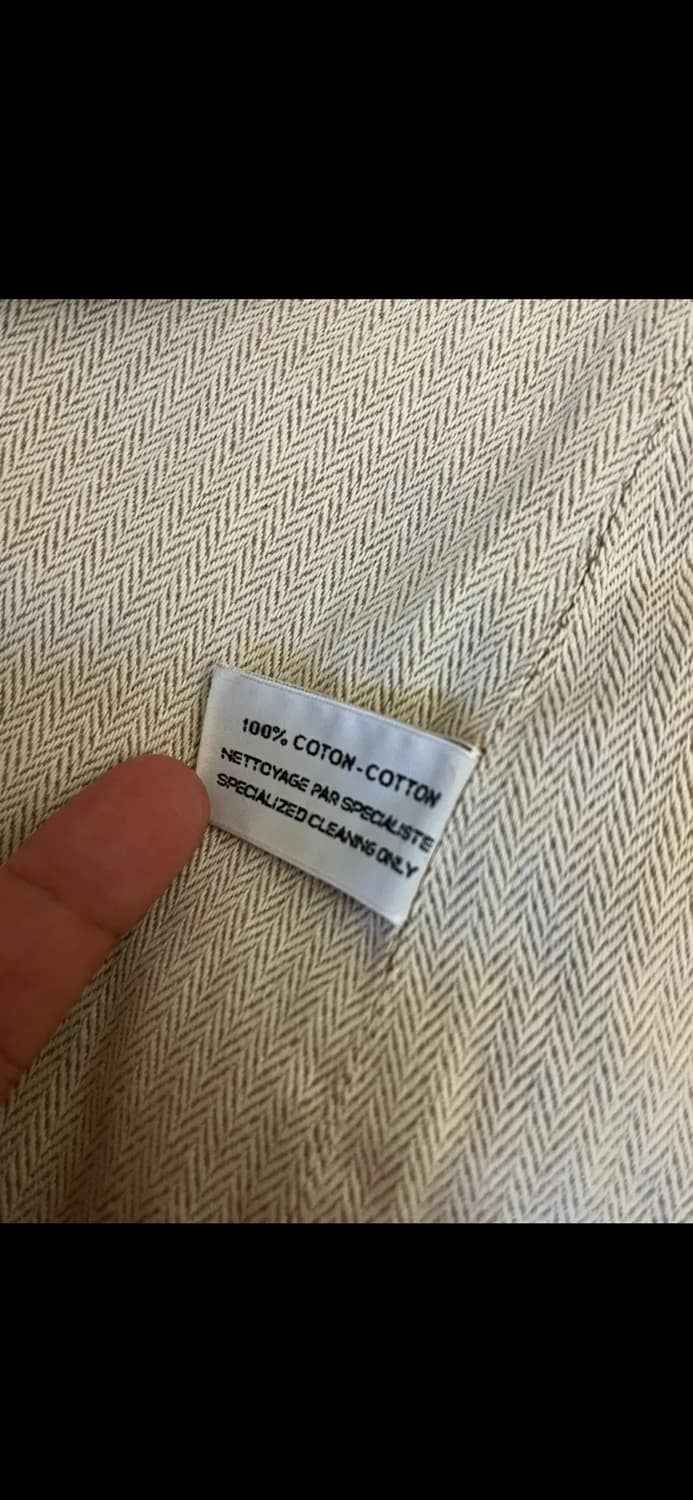 100% COTON-COTTON
NETTOYAGE PAR SPECIALISTE
SPECIALIZED CLEANING ONLY